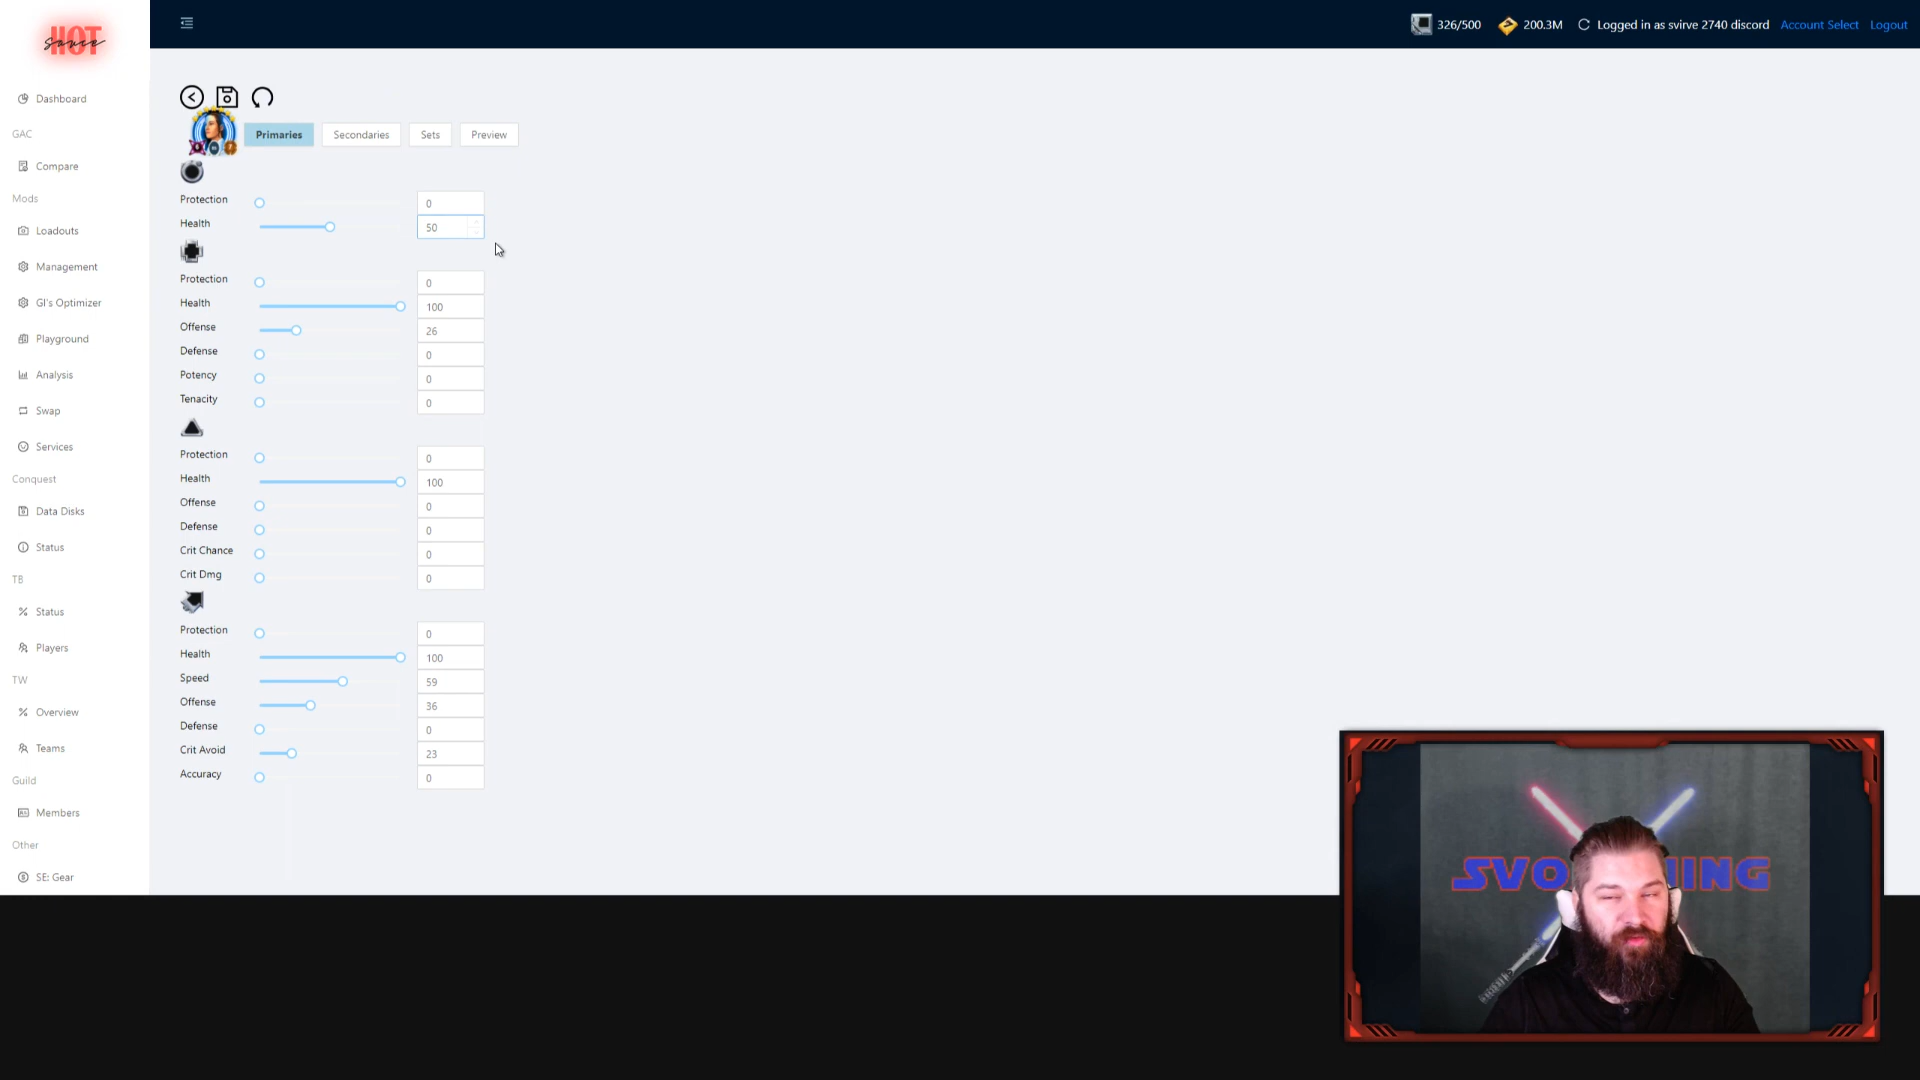 HOT
sauce
326/500
200.3M
Logged in as svirve 2740 discord
Account Select
Logout
Dashboard
GAC
Compare
Mods
Loadouts
Management
GI's Optimizer
Playground
Analysis
Swap
Services
Conquest
Data Disks
Status
TB
Status
Players
TW
Overview
Teams
Guild
Members
Other
SE: Gear
Primaries
Secondaries
Sets
Preview
Protection 0
Health 50
Protection 0
Health 100
Offense 26
Defense 0
Potency 0
Tenacity 0
Protection 0
Health 100
Offense 0
Defense 0
Crit Chance 0
Crit Dmg 0
Protection 0
Health 100
Speed 59
Offense 36
Defense 0
Crit Avoid 23
Accuracy 0